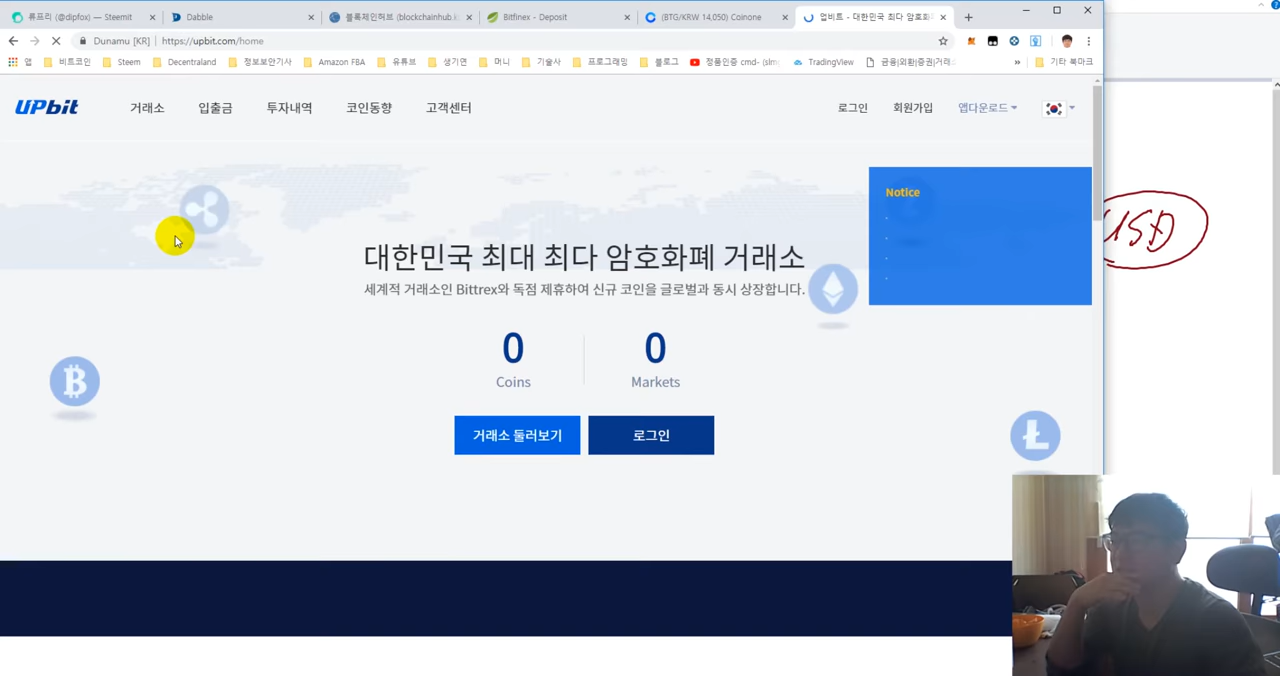 류프리 (@dipfox) — Steemit
Dabble
블록체인허브 (blockchainhub.k
Bitfinex - Deposit
(BTG/KRW 14,050) Coinone
업비트 - 대한민국 최다 암호화폐
Dunamu [KR] https://upbit.com/home
앱 비트코인 Steem Decentraland 정보보안기사 Amazon FBA 유튜브 생기연 머니 기술사 프로그래밍 블로그 정품인증 cmd- (slm TradingView 금융|외환|증권|거래 » 기타 북마크
UPbit 거래소 입출금 투자내역 코인동향 고객센터 로그인 회원가입 앱다운로드
Notice
USD
대한민국 최대 최다 암호화폐 거래소
세계적 거래소인 Bittrex와 독점 제휴하여 신규 코인을 글로벌과 동시 상장합니다.
0 0
Coins Markets
거래소 둘러보기 로그인